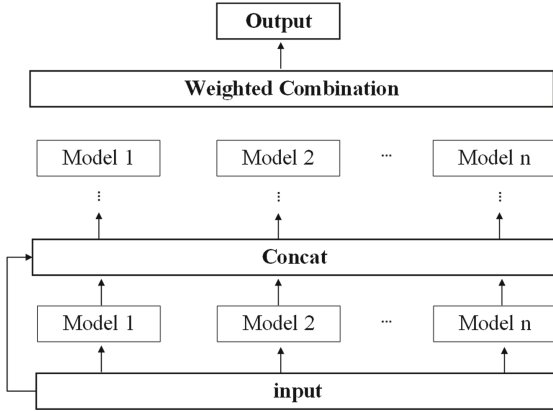 Output
Weighted Combination
Model 1 Model 2 ... Model n
... ... ...
Concat
Model 1 Model 2 ... Model n
input